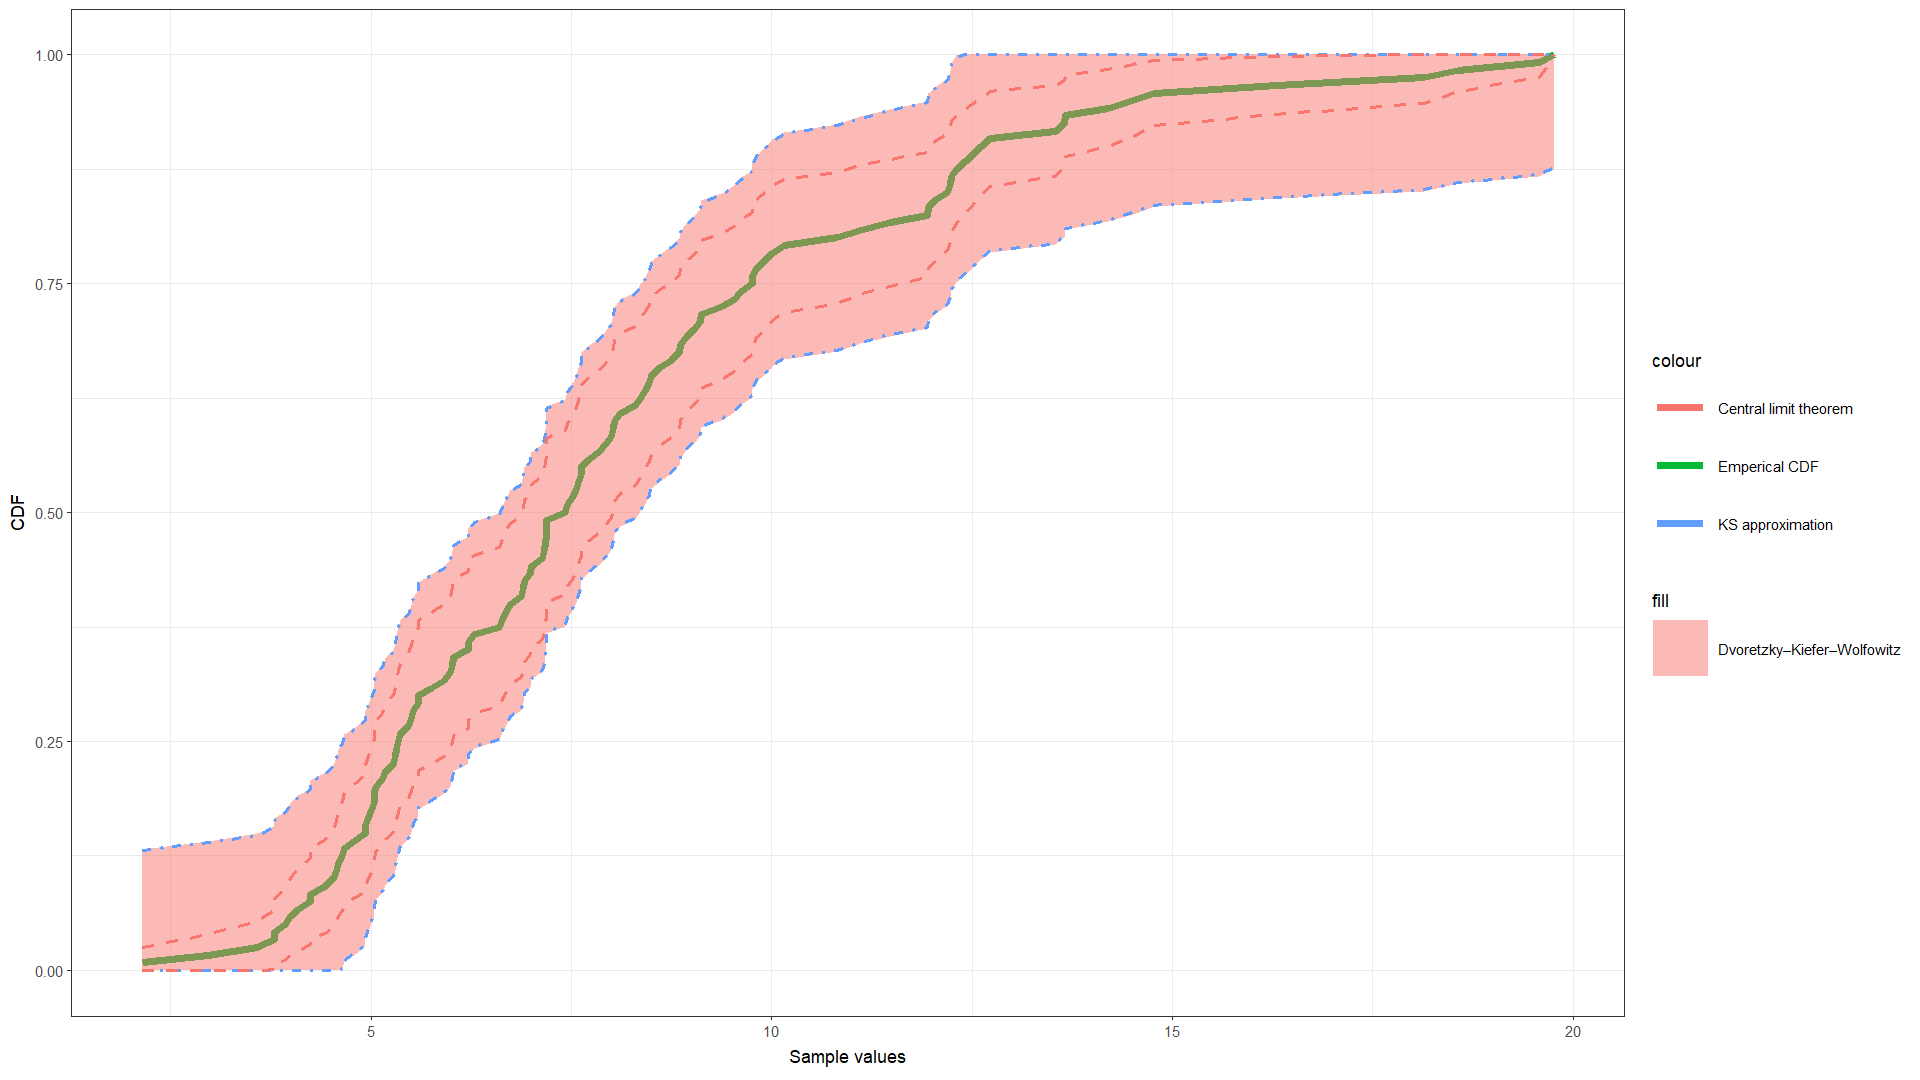 1.00
0.75
0.50
0.25
0.00
CDF
5
10
15
20
Sample values
colour
Central limit theorem
Emperical CDF
KS approximation
fill
Dvoretzky–Kiefer–Wolfowitz